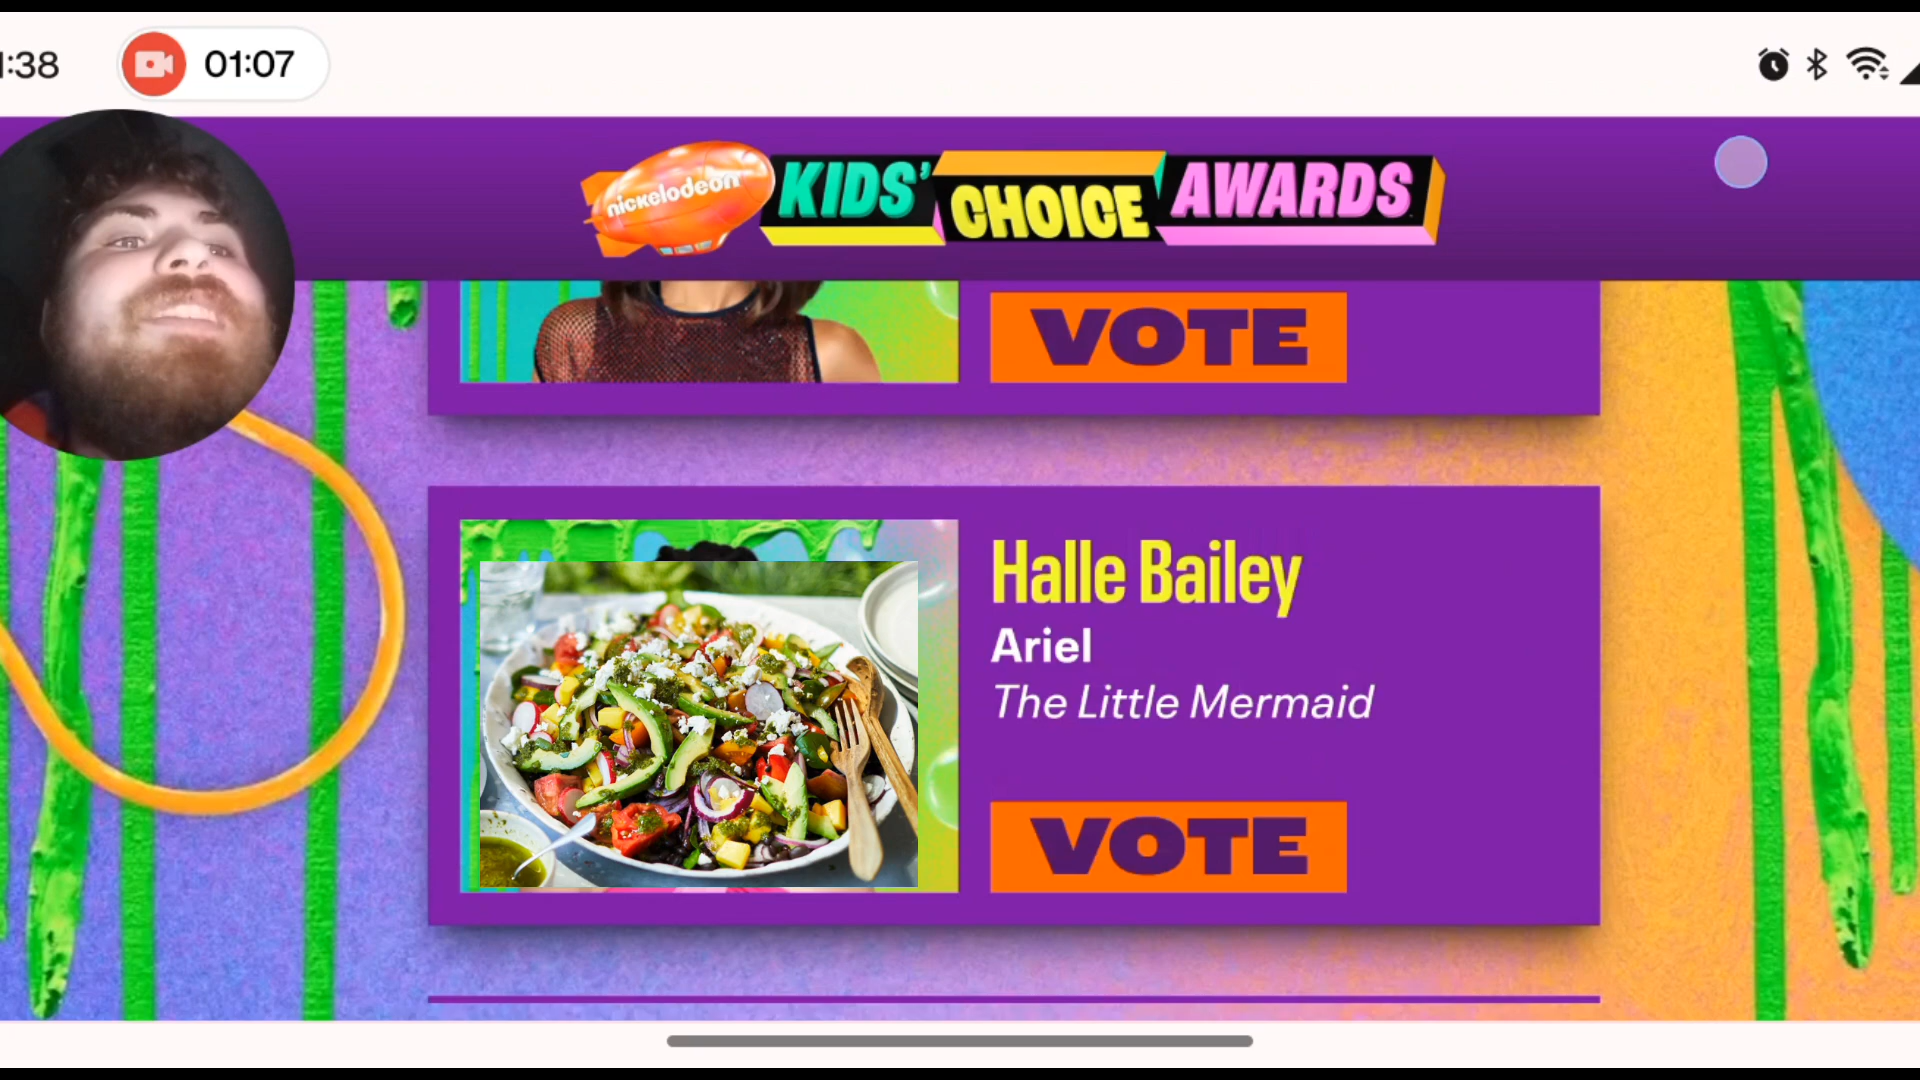 :38
01:07
nickelodeon
KIDS' CHOICE AWARDS
VOTE
Halle Bailey
Ariel
The Little Mermaid
VOTE